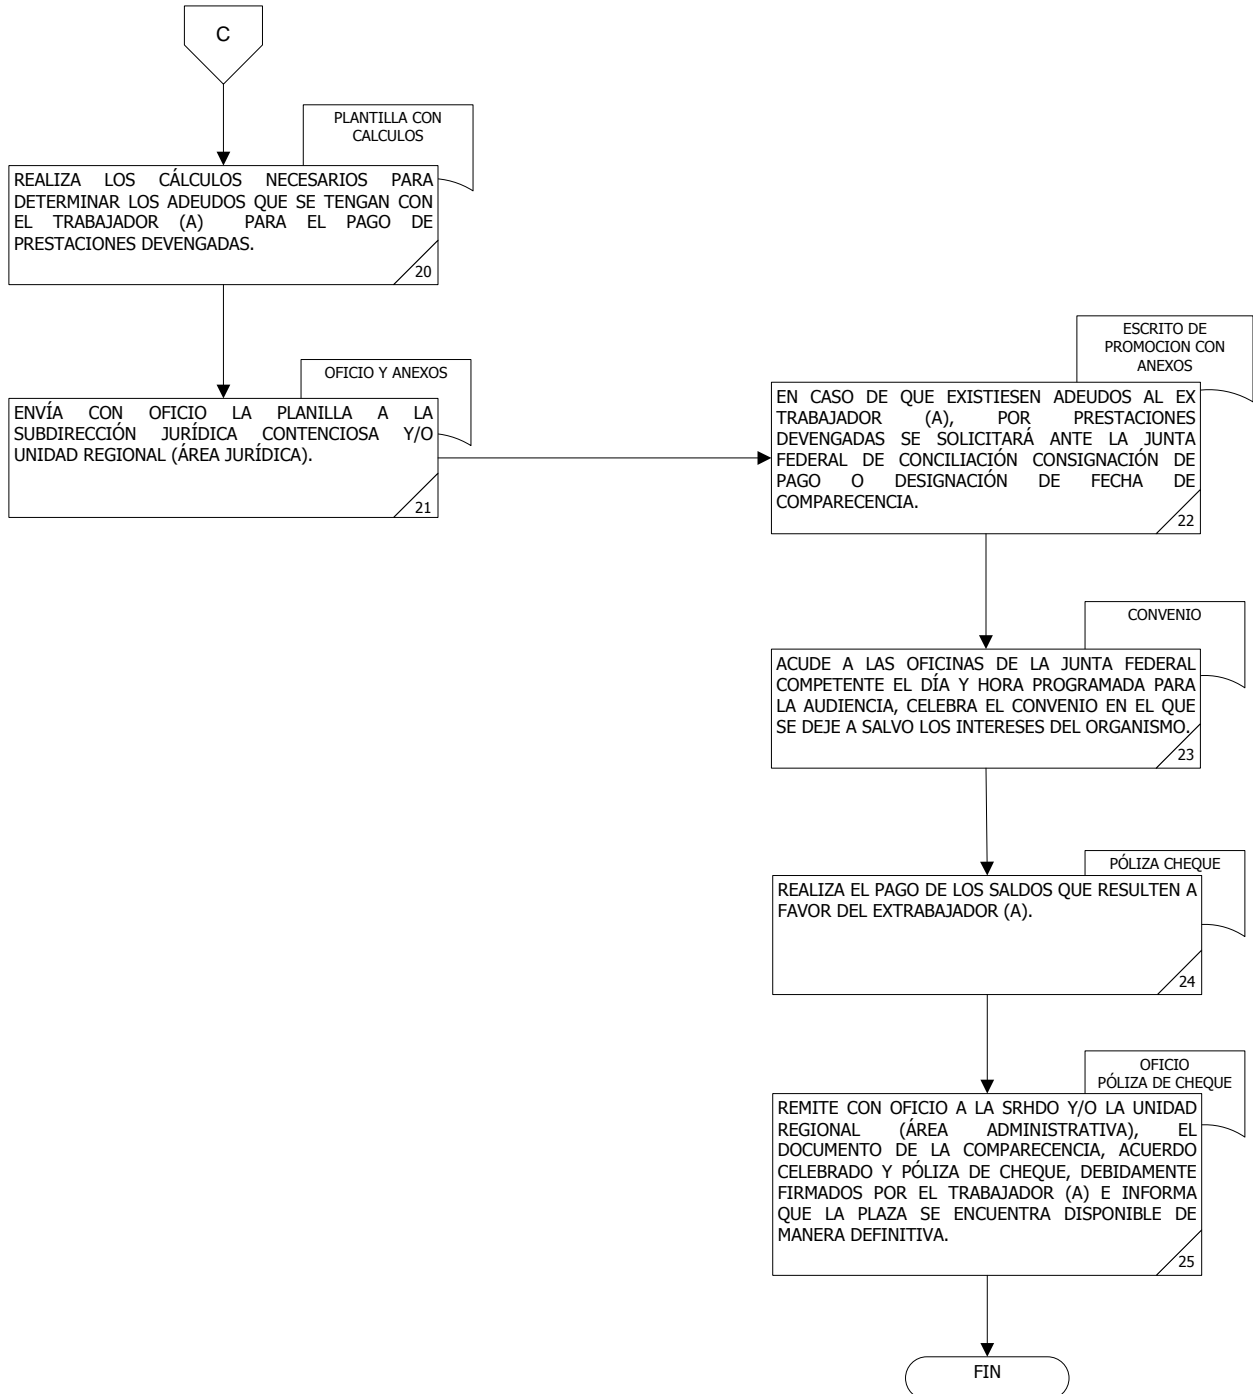 C
PLANTILLA CON
CALCULOS
REALIZA LOS CÁLCULOS NECESARIOS PARA
DETERMINAR LOS ADEUDOS QUE SE TENGAN CON
EL TRABAJADOR (A) PARA EL PAGO DE
PRESTACIONES DEVENGADAS.
20
OFICIO Y ANEXOS
ENVÍA CON OFICIO LA PLANILLA A LA
SUBDIRECCIÓN JURÍDICA CONTENCIOSA Y/O
UNIDAD REGIONAL (ÁREA JURÍDICA).
21
ESCRITO DE
PROMOCION CON
ANEXOS
EN CASO DE QUE EXISTIESEN ADEUDOS AL EX
TRABAJADOR (A), POR PRESTACIONES
DEVENGADAS SE SOLICITARÁ ANTE LA JUNTA
FEDERAL DE CONCILIACIÓN CONSIGNACIÓN DE
PAGO O DESIGNACIÓN DE FECHA DE
COMPARECENCIA.
22
CONVENIO
ACUDE A LAS OFICINAS DE LA JUNTA FEDERAL
COMPETENTE EL DÍA Y HORA PROGRAMADA PARA
LA AUDIENCIA, CELEBRA EL CONVENIO EN EL QUE
SE DEJE A SALVO LOS INTERESES DEL ORGANISMO.
23
PÓLIZA CHEQUE
REALIZA EL PAGO DE LOS SALDOS QUE RESULTEN A
FAVOR DEL EXTRABAJADOR (A).
24
OFICIO
PÓLIZA DE CHEQUE
REMITE CON OFICIO A LA SRHDO Y/O LA UNIDAD
REGIONAL (ÁREA ADMINISTRATIVA), EL
DOCUMENTO DE LA COMPARECENCIA, ACUERDO
CELEBRADO Y PÓLIZA DE CHEQUE, DEBIDAMENTE
FIRMADOS POR EL TRABAJADOR (A) E INFORMA
QUE LA PLAZA SE ENCUENTRA DISPONIBLE DE
MANERA DEFINITIVA.
25
FIN